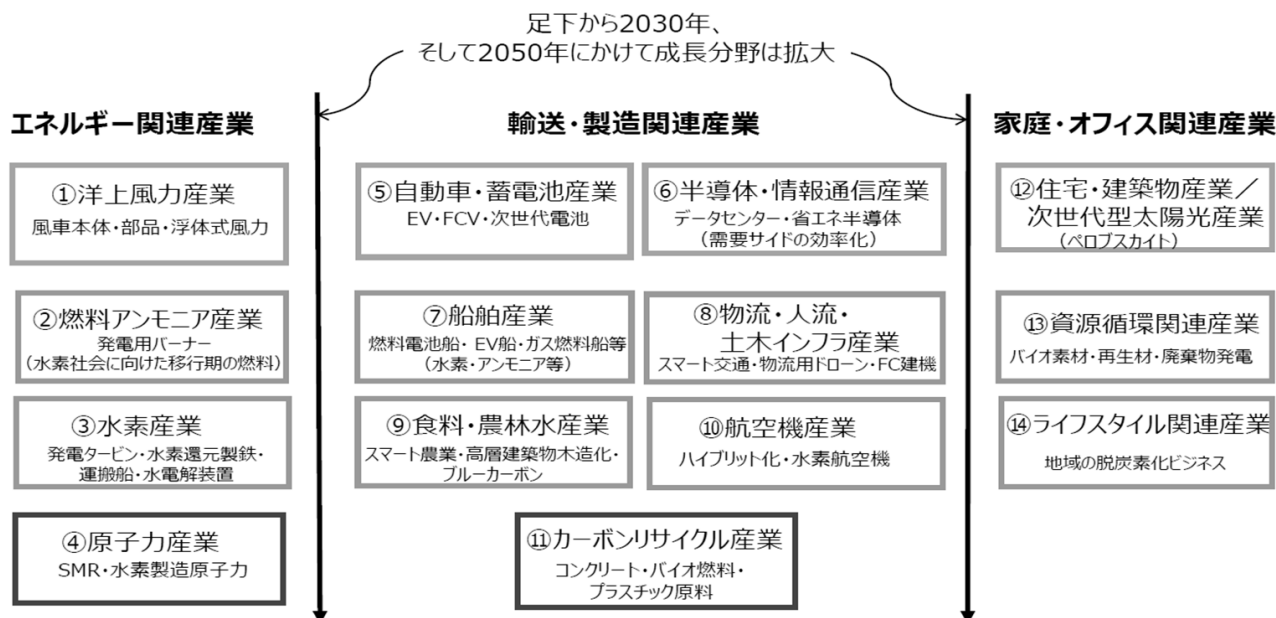 足下から2030年、
そして2050年にかけて成長分野は拡大
エネルギー関連産業
①洋上風力産業
風車本体・部品・浮体式風力
②燃料アンモニア産業
発電用バーナー
（水素社会に向けた移行期の燃料）
③水素産業
発電タービン・水素還元製鉄・
運搬船・水電解装置
④原子力産業
SMR・水素製造原子力
輸送・製造関連産業
⑤自動車・蓄電池産業
EV・FCV・次世代電池
⑥半導体・情報通信産業
データセンター・省エネ半導体
（需要サイドの効率化）
⑦船舶産業
燃料電池船・EV船・ガス燃料船等
（水素・アンモニア等）
⑧物流・人流・
土木インフラ産業
スマート交通・物流用ドローン・FC建機
⑨食料・農林水産業
スマート農業・高層建築物木造化・
ブルーカーボン
⑩航空機産業
ハイブリット化・水素航空機
⑪カーボンリサイクル産業
コンクリート・バイオ燃料・
プラスチック原料
家庭・オフィス関連産業
⑫住宅・建築物産業／
次世代型太陽光産業
（ペロブスカイト）
⑬資源循環関連産業
バイオ素材・再生材・廃棄物発電
⑭ライフスタイル関連産業
地域の脱炭素化ビジネス